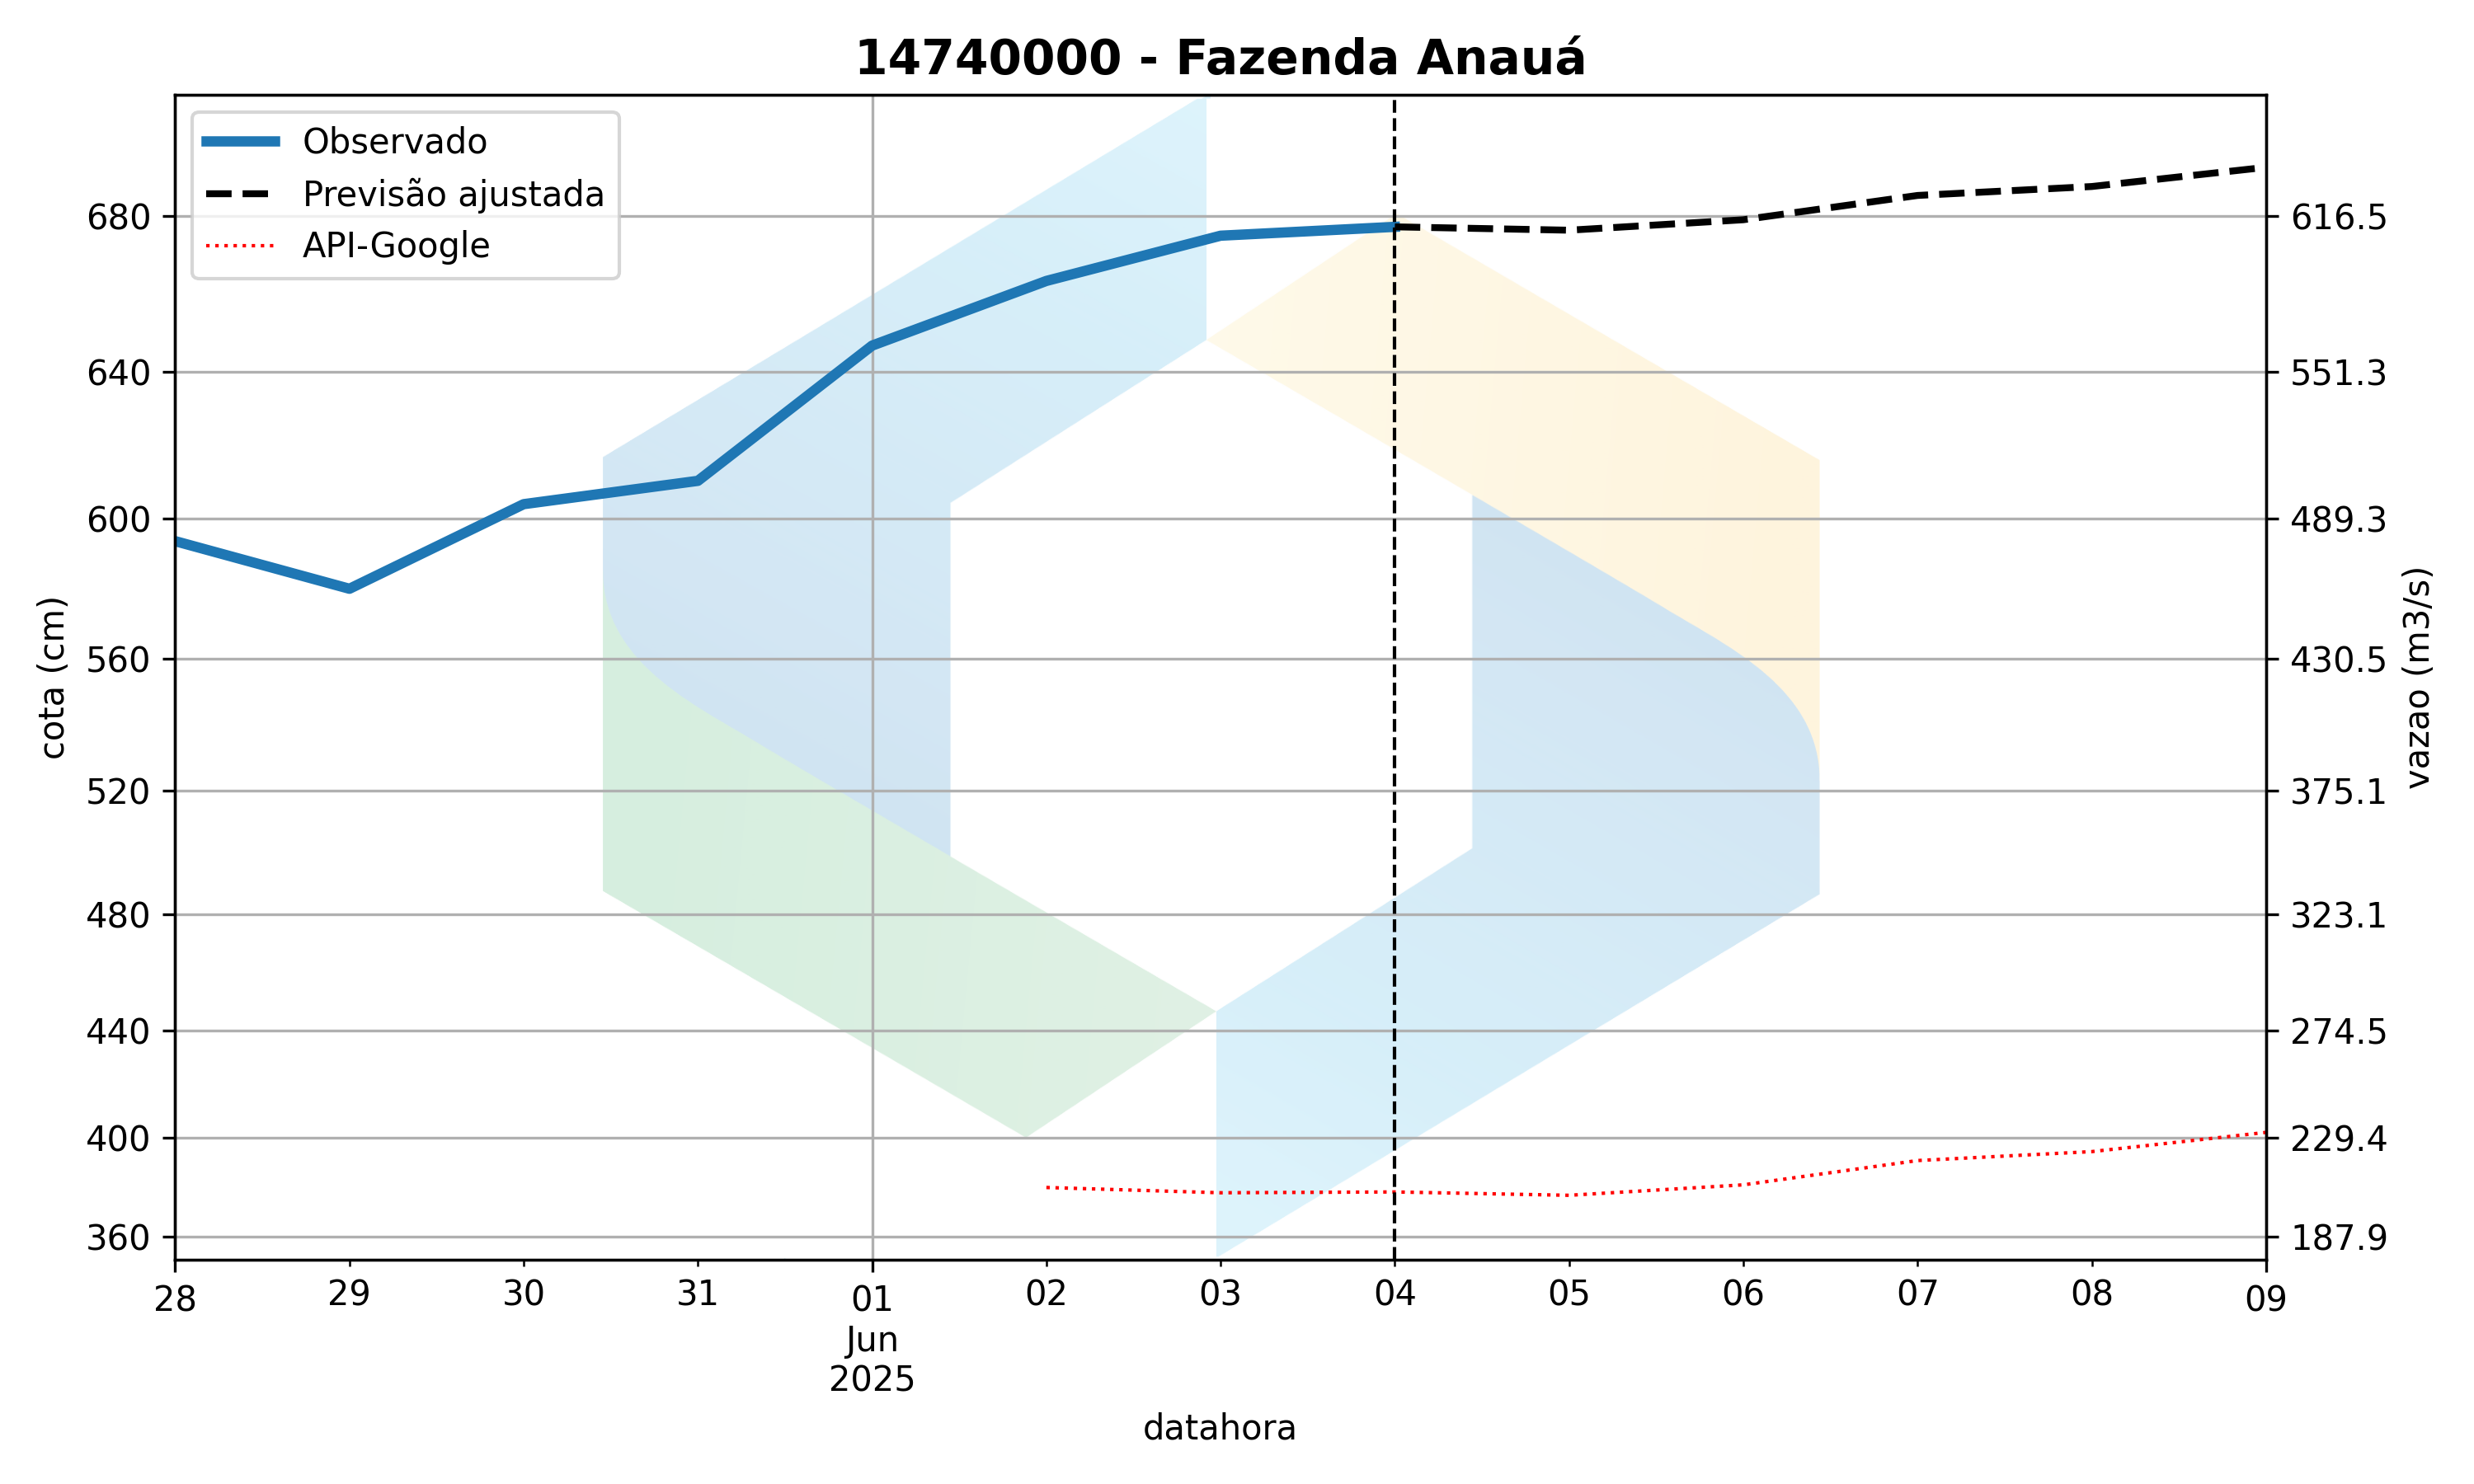 14740000 - Fazenda Anauá
Observado
Previsão ajustada
API-Google
680
640
600
560
520
480
440
400
360
cota (cm)
616.5
551.3
489.3
430.5
375.1
323.1
274.5
229.4
187.9
vazao (m3/s)
28 29 30 31 01 02 03 04 05 06 07 08 09
Jun
2025
datahora